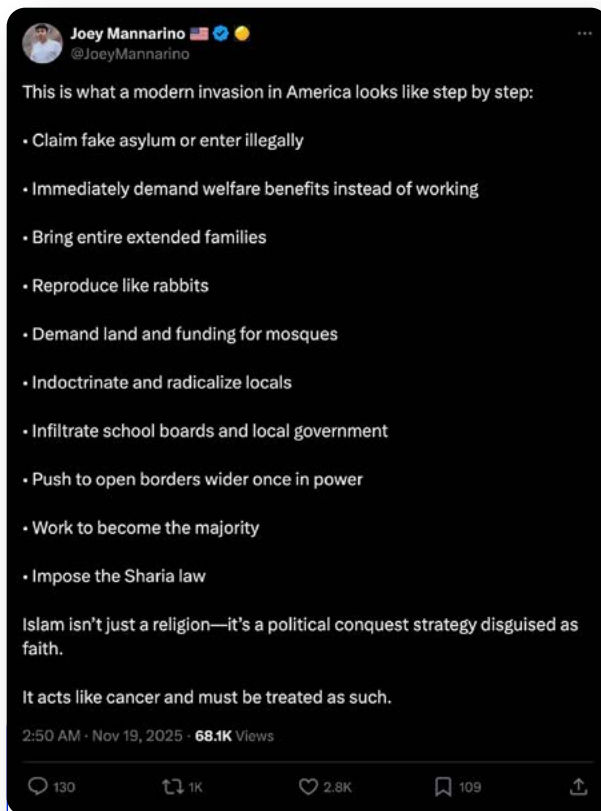 Joey Mannarino 🇺🇸
@JoeyMannarino
This is what a modern invasion in America looks like step by step:
• Claim fake asylum or enter illegally
• Immediately demand welfare benefits instead of working
• Bring entire extended families
• Reproduce like rabbits
• Demand land and funding for mosques
• Indoctrinate and radicalize locals
• Infiltrate school boards and local government
• Push to open borders wider once in power
• Work to become the majority
• Impose the Sharia law
Islam isn't just a religion—it's a political conquest strategy disguised as
faith.
It acts like cancer and must be treated as such.
2:50 AM · Nov 19, 2025 · 68.1K Views
130 1K 2.8K 109